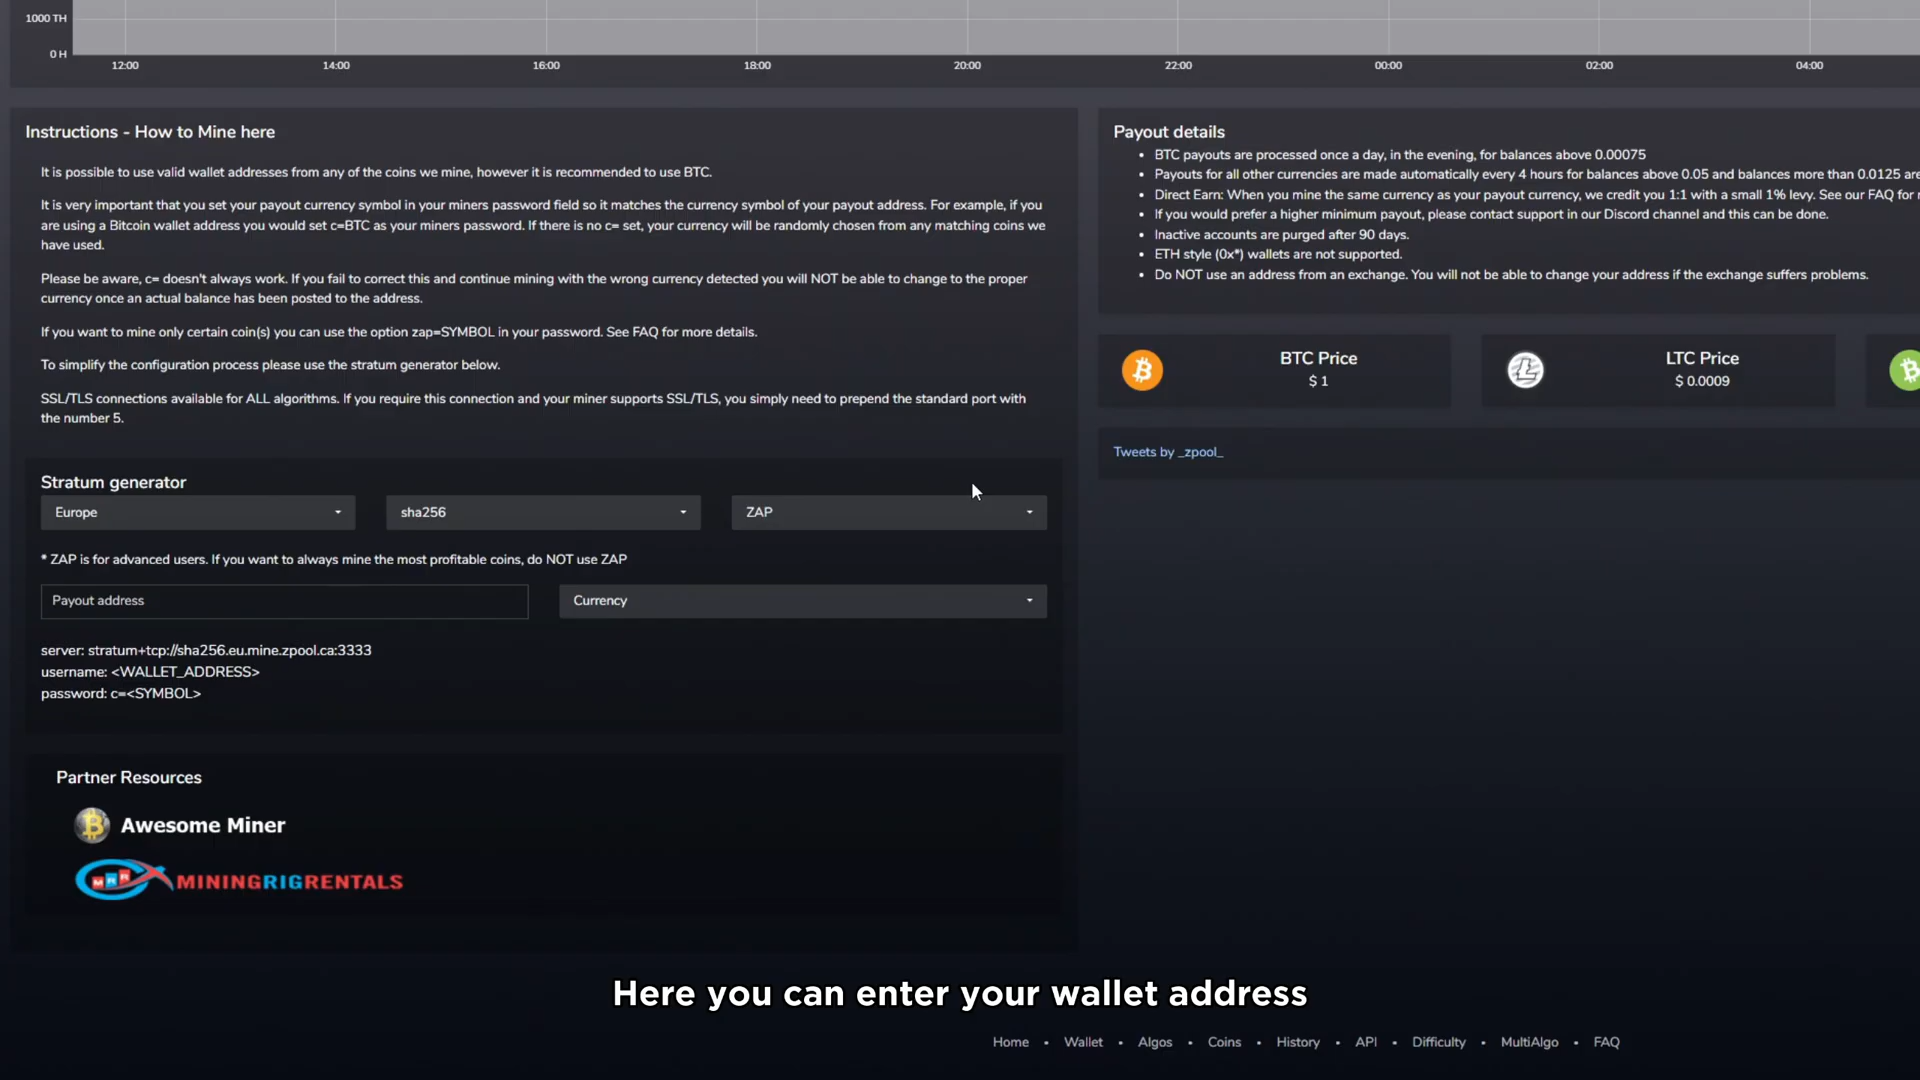 1000 TH
0 H
12:00 14:00 16:00 18:00 20:00 22:00 00:00 02:00 04:00
Instructions - How to Mine here
It is possible to use valid wallet addresses from any of the coins we mine, however it is recommended to use BTC.
It is very important that you set your payout currency symbol in your miners password field so it matches the currency symbol of your payout address. For example, if you
are using a Bitcoin wallet address you would set c=BTC as your miners password. If there is no c= set, your currency will be randomly chosen from any matching coins we
have used.
Please be aware, c= doesn't always work. If you fail to correct this and continue mining with the wrong currency detected you will NOT be able to change to the proper
currency once an actual balance has been posted to the address.
If you want to mine only certain coin(s) you can use the option zap=SYMBOL in your password. See FAQ for more details.
To simplify the configuration process please use the stratum generator below.
SSL/TLS connections available for ALL algorithms. If you require this connection and your miner supports SSL/TLS, you simply need to prepend the standard port with
the number 5.
Stratum generator
Europe sha256 ZAP
* ZAP is for advanced users. If you want to always mine the most profitable coins, do NOT use ZAP
Payout address Currency
server: stratum+tcp://sha256.eu.mine.zpool.ca:3333
username: <WALLET_ADDRESS>
password: c=<SYMBOL>
Partner Resources
Awesome Miner
MRR MININGRIGRENTALS
Payout details
• BTC payouts are processed once a day, in the evening, for balances above 0.00075
• Payouts for all other currencies are made automatically every 4 hours for balances above 0.05 and balances more than 0.0125 are
• Direct Earn: When you mine the same currency as your payout currency, we credit you 1:1 with a small 1% levy. See our FAQ for r
• If you would prefer a higher minimum payout, please contact support in our Discord channel and this can be done.
• Inactive accounts are purged after 90 days.
• ETH style (0x*) wallets are not supported.
• Do NOT use an address from an exchange. You will not be able to change your address if the exchange suffers problems.
BTC Price
$ 1
LTC Price
$ 0.0009
Tweets by _zpool_
Here you can enter your wallet address
Home • Wallet • Algos • Coins • History • API • Difficulty • MultiAlgo • FAQ